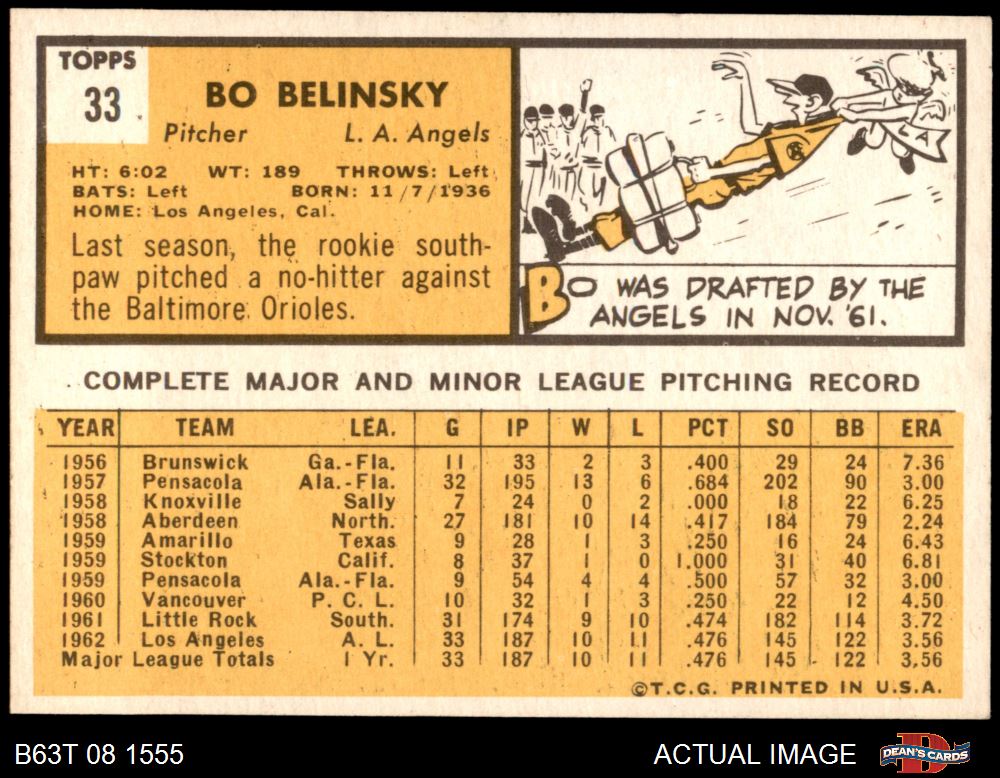 TOPPS
33
BO BELINSKY
Pitcher L. A. Angels
HT: 6:02 WT: 189 THROWS: Left
BATS: Left BORN: 11/7/1936
HOME: Los Angeles, Cal.
Last season, the rookie south-
paw pitched a no-hitter against
the Baltimore Orioles.
BO WAS DRAFTED BY THE
ANGELS IN NOV. '61.
COMPLETE MAJOR AND MINOR LEAGUE PITCHING RECORD
YEAR TEAM LEA. G IP W L PCT SO BB ERA
1956 Brunswick Ga.-Fla. 11 33 2 3 .400 29 24 7.36
1957 Pensacola Ala.-Fla. 32 195 13 6 .684 202 90 3.00
1958 Knoxville Sally 7 24 0 2 .000 18 22 6.25
1958 Aberdeen North. 27 181 10 14 .417 184 79 2.24
1959 Amarillo Texas 9 28 1 3 .250 16 24 6.43
1959 Stockton Calif. 8 37 1 0 1.000 31 40 6.81
1959 Pensacola Ala.-Fla. 9 54 4 4 .500 57 32 3.00
1960 Vancouver P. C. L. 10 32 1 3 .250 22 12 4.50
1961 Little Rock South. 31 174 9 10 .474 182 114 3.72
1962 Los Angeles A. L. 33 187 10 11 .476 145 122 3.56
Major League Totals 1 Yr. 33 187 10 11 .476 145 122 3.56
©T.C.G. PRINTED IN U.S.A.
B63T 08 1555 ACTUAL IMAGE DEAN'S CARDS